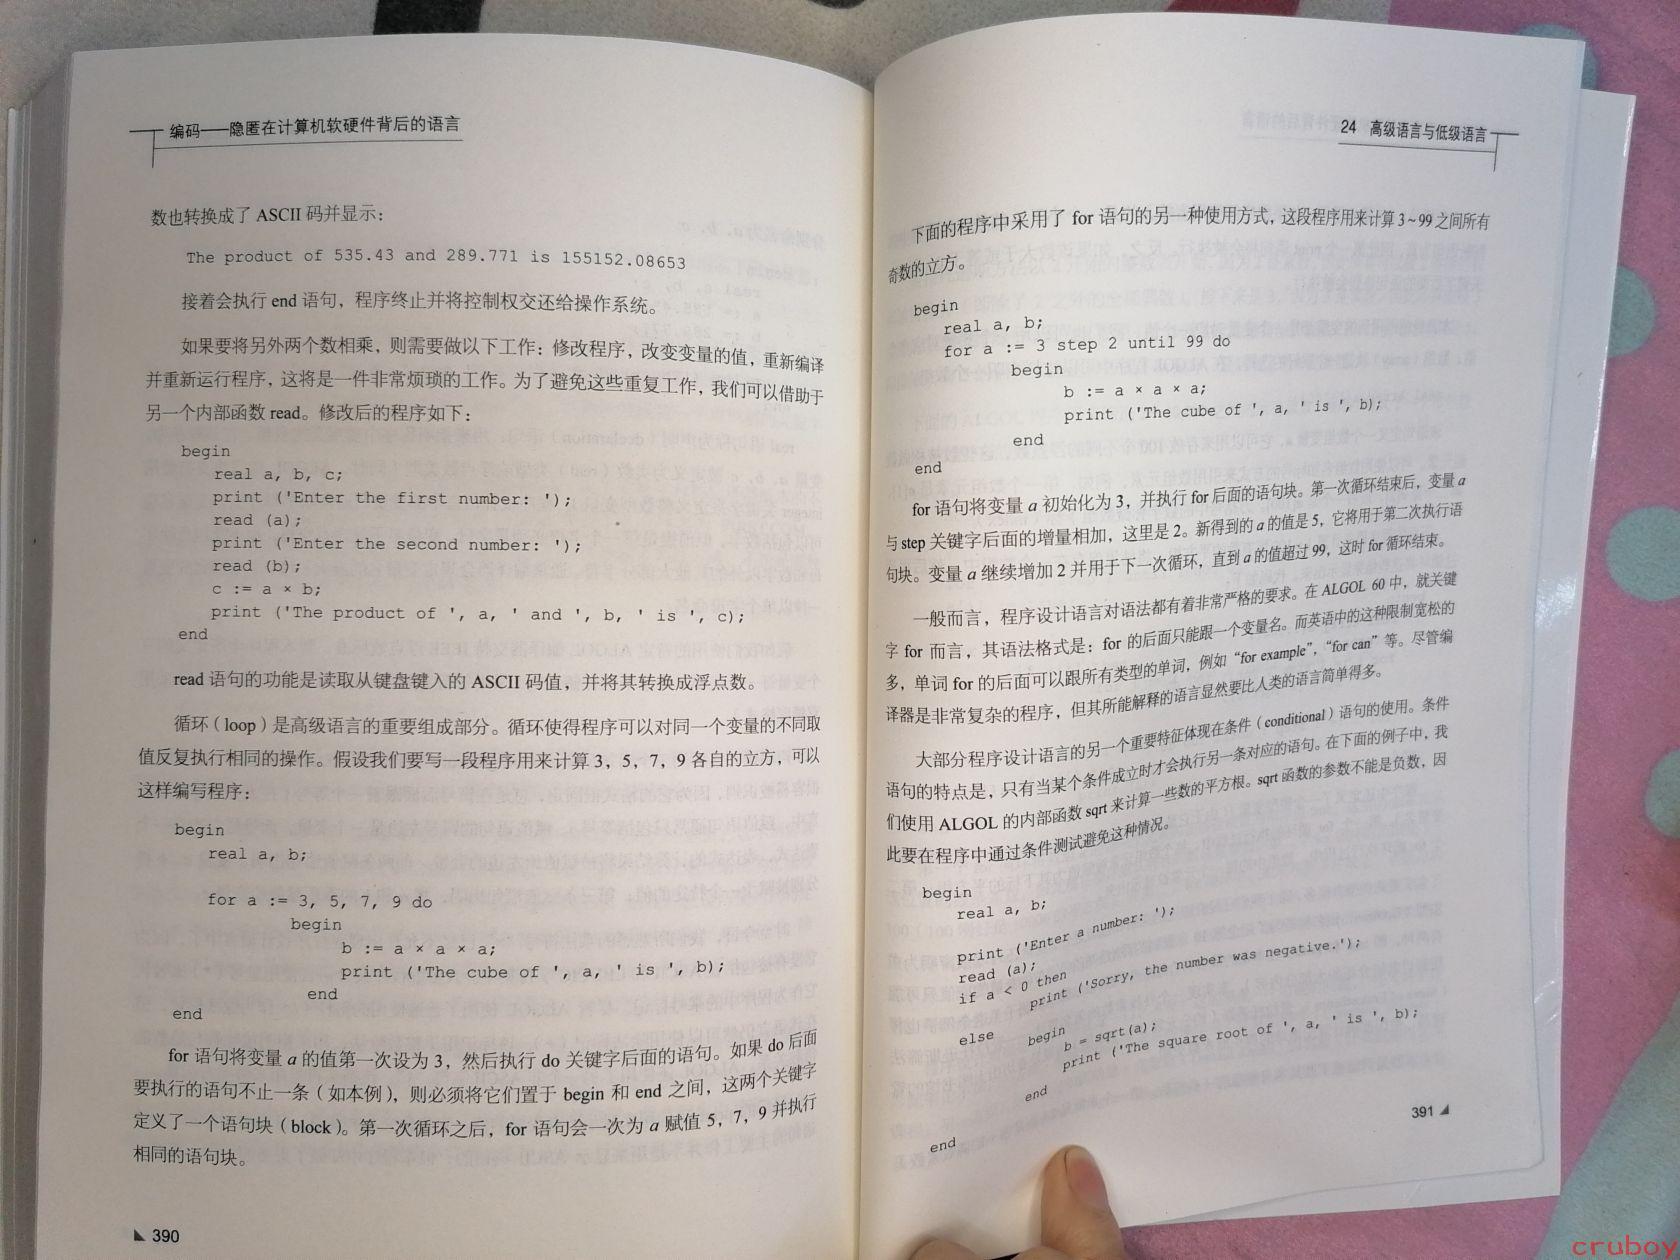 编码——隐匿在计算机软硬件背后的语言
数也转换成了 ASCII 码并显示：
The product of 535.43 and 289.771 is 155152.08653
接着会执行 end 语句，程序终止并将控制权交还给操作系统。
如果要将另外两个数相乘，则需要做以下工作：修改程序，改变变量的值，重新编译
并重新运行程序，这将是一件非常烦琐的工作。为了避免这些重复工作，我们可以借助于
另一个内部函数 read。修改后的程序如下：
begin
real a, b, c;
print ('Enter the first number: ');
read (a);
print ('Enter the second number: ');
read (b);
c := a × b;
print ('The product of ', a, ' and ', b, ' is ', c);
end
read 语句的功能是读取从键盘键入的 ASCII 码值，并将其转换成浮点数。
循环（loop）是高级语言的重要组成部分。循环使得程序可以对同一个变量的不同取
值反复执行相同的操作。假设我们要写一段程序用来计算 3，5，7，9 各自的立方，可以
这样编写程序：
begin
real a, b;
for a := 3, 5, 7, 9 do
begin
b := a × a × a;
print ('The cube of ', a, ' is ', b);
end
end
for 语句将变量 a 的值第一次设为 3，然后执行 do 关键字后面的语句。如果 do 后面
要执行的语句不止一条（如本例），则必须将它们置于 begin 和 end 之间，这两个关键字
定义了一个语句块（block）。第一次循环之后，for 语句会一次为 a 赋值 5，7，9 并执行
相同的语句块。
390
24 高级语言与低级语言
下面的程序中采用了 for 语句的另一种使用方式，这段程序用来计算 3~99 之间所有
奇数的立方。
begin
real a, b;
for a := 3 step 2 until 99 do
begin
b := a × a × a;
print ('The cube of ', a, ' is ', b);
end
end
for 语句将变量 a 初始化为 3，并执行 for 后面的语句块。第一次循环结束后，变量 a
与 step 关键字后面的增量相加，这里是 2。新得到的 a 的值是 5，它将用于第二次执行语
句块。变量 a 继续增加 2 并用于下一次循环，直到 a 的值超过 99，这时 for 循环结束。
一般而言，程序设计语言对语法都有着非常严格的要求。在 ALGOL 60 中，就关键
字 for 而言，其语法格式是：for 的后面只能跟一个变量名。而英语中的这种限制宽松的
多，单词 for 的后面可以跟所有类型的单词，例如“for example”，“for can”等。尽管编
译器是非常复杂的程序，但其所能解释的语言显然要比人类的语言简单得多。
大部分程序设计语言的另一个重要特征体现在条件（conditional）语句的使用。条件
语句的特点是，只有当某个条件成立时才会执行另一条对应的语句。在下面的例子中，我
们使用 ALGOL 的内部函数 sqrt 来计算一些数的平方根。sqrt 函数的参数不能是负数，因
此要在程序中通过条件测试避免这种情况。
begin
real a, b;
print ('Enter a number: ');
read (a);
if a < 0 then
print ('Sorry, the number was negative.');
else
begin
b = sqrt(a);
print ('The square root of ', a, ' is ', b);
end
end
391
cruboy